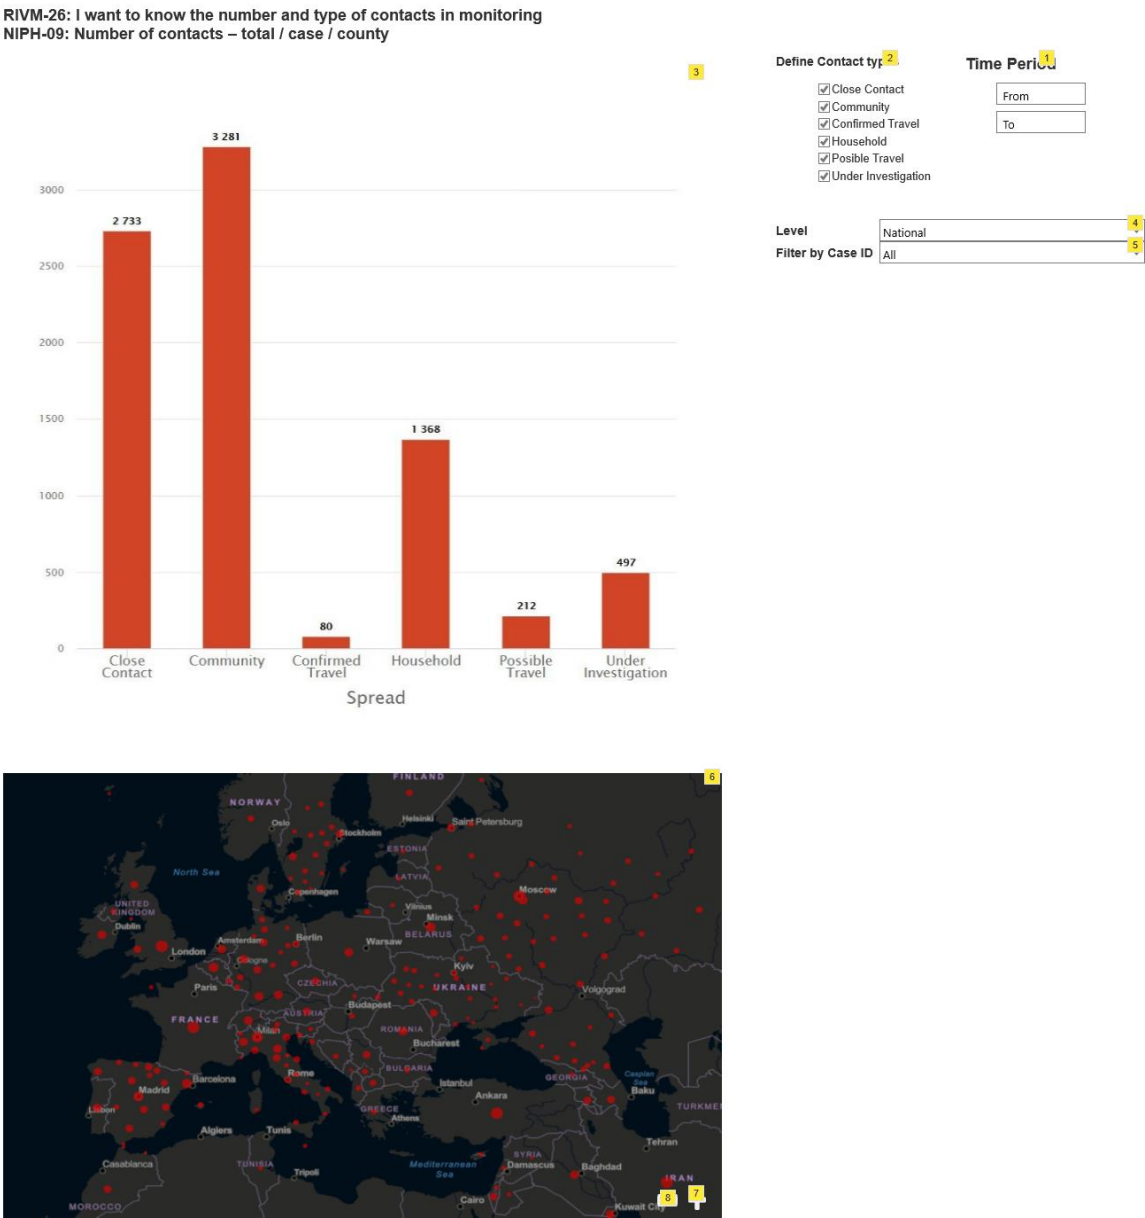 RIVM-26: I want to know the number and type of contacts in monitoring
NIPH-09: Number of contacts – total / case / county
3
Define Contact typ
2
Time Period
1
Close Contact
Community
Confirmed Travel
Household
Posible Travel
Under Investigation
From
To
Level
National
4
Filter by Case ID
All
5
3000
2500
2000
1500
1000
500
0
2 733
3 281
80
1 368
212
497
Close
Contact
Community
Confirmed
Travel
Household
Possible
Travel
Under
Investigation
Spread
6
FINLAND
NORWAY
Oslo
Helsinki
Saint Petersburg
Stockholm
ESTONIA
North Sea
LATVIA
Moscow
Copenhagen
UNITED
KINGDOM
Vilnius
Minsk
Dublin
BELARUS
Amsterdam
Berlin
Warsaw
London
Cologne
Kyiv
Paris
CZECHIA
UKRAINE
Volgograd
Budapest
AUSTRIA
FRANCE
Milan
ROMANIA
Bucharest
BULGARIA
Rome
Barcelona
Madrid
Istanbul
GEORGIA
Caspian
Sea
Baku
Ankara
Lisbon
GREECE
Athens
TURKME
Algiers
Tunis
Tehran
SYRIA
Casablanca
TUNISIA
Tripoli
Mediterranean
Sea
Damascus
Baghdad
IRAN
MOROCCO
Cairo
Kuwait City
8
7